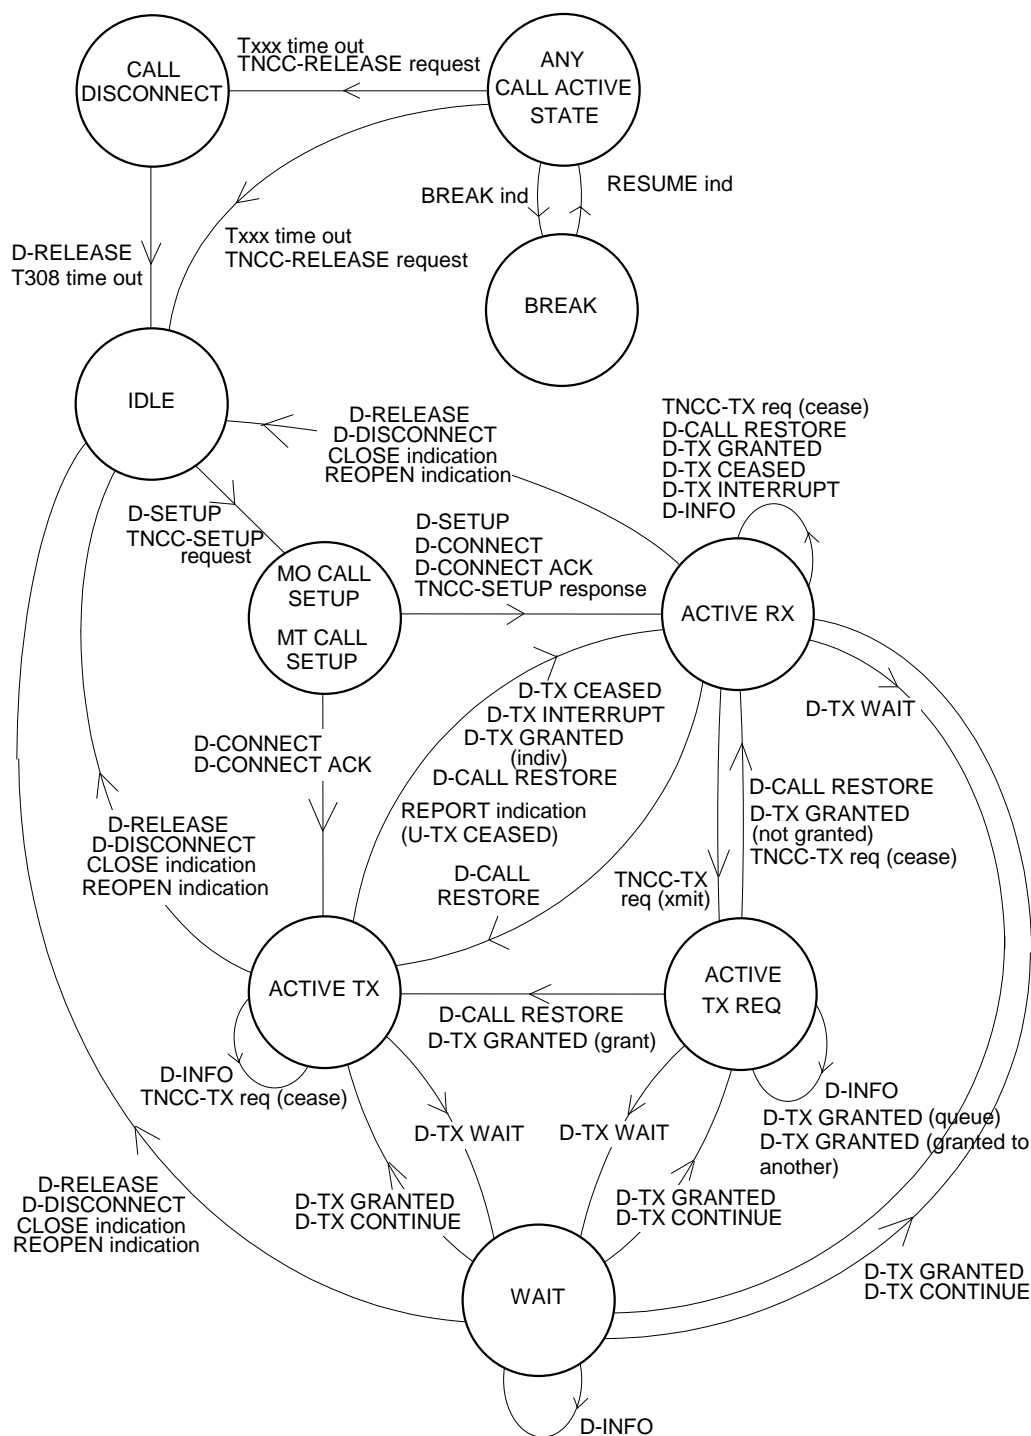 CALL
DISCONNECT
Txxx time out
TNCC-RELEASE request
ANY
CALL ACTIVE
STATE
BREAK ind
RESUME ind
D-RELEASE
T308 time out
Txxx time out
TNCC-RELEASE request
BREAK
IDLE
D-RELEASE
D-DISCONNECT
CLOSE indication
REOPEN indication
TNCC-TX req (cease)
D-CALL RESTORE
D-TX GRANTED
D-TX CEASED
D-TX INTERRUPT
D-INFO
D-SETUP
TNCC-SETUP
request
D-SETUP
D-CONNECT
D-CONNECT ACK
TNCC-SETUP response
MO CALL
SETUP
MT CALL
SETUP
ACTIVE RX
D-TX WAIT
D-CONNECT
D-CONNECT ACK
D-TX CEASED
D-TX INTERRUPT
D-TX GRANTED
(indiv)
D-CALL RESTORE
REPORT indication
(U-TX CEASED)
D-CALL RESTORE
D-TX GRANTED
(not granted)
TNCC-TX req (cease)
D-RELEASE
D-DISCONNECT
CLOSE indication
REOPEN indication
D-CALL
RESTORE
TNCC-TX
req (xmit)
ACTIVE TX
ACTIVE
TX REQ
D-CALL RESTORE
D-TX GRANTED (grant)
D-INFO
TNCC-TX req (cease)
D-INFO
D-TX GRANTED (queue)
D-TX GRANTED (granted to
another)
D-TX WAIT
D-TX WAIT
D-RELEASE
D-DISCONNECT
CLOSE indication
REOPEN indication
D-TX GRANTED
D-TX CONTINUE
D-TX GRANTED
D-TX CONTINUE
D-TX GRANTED
D-TX CONTINUE
WAIT
D-INFO